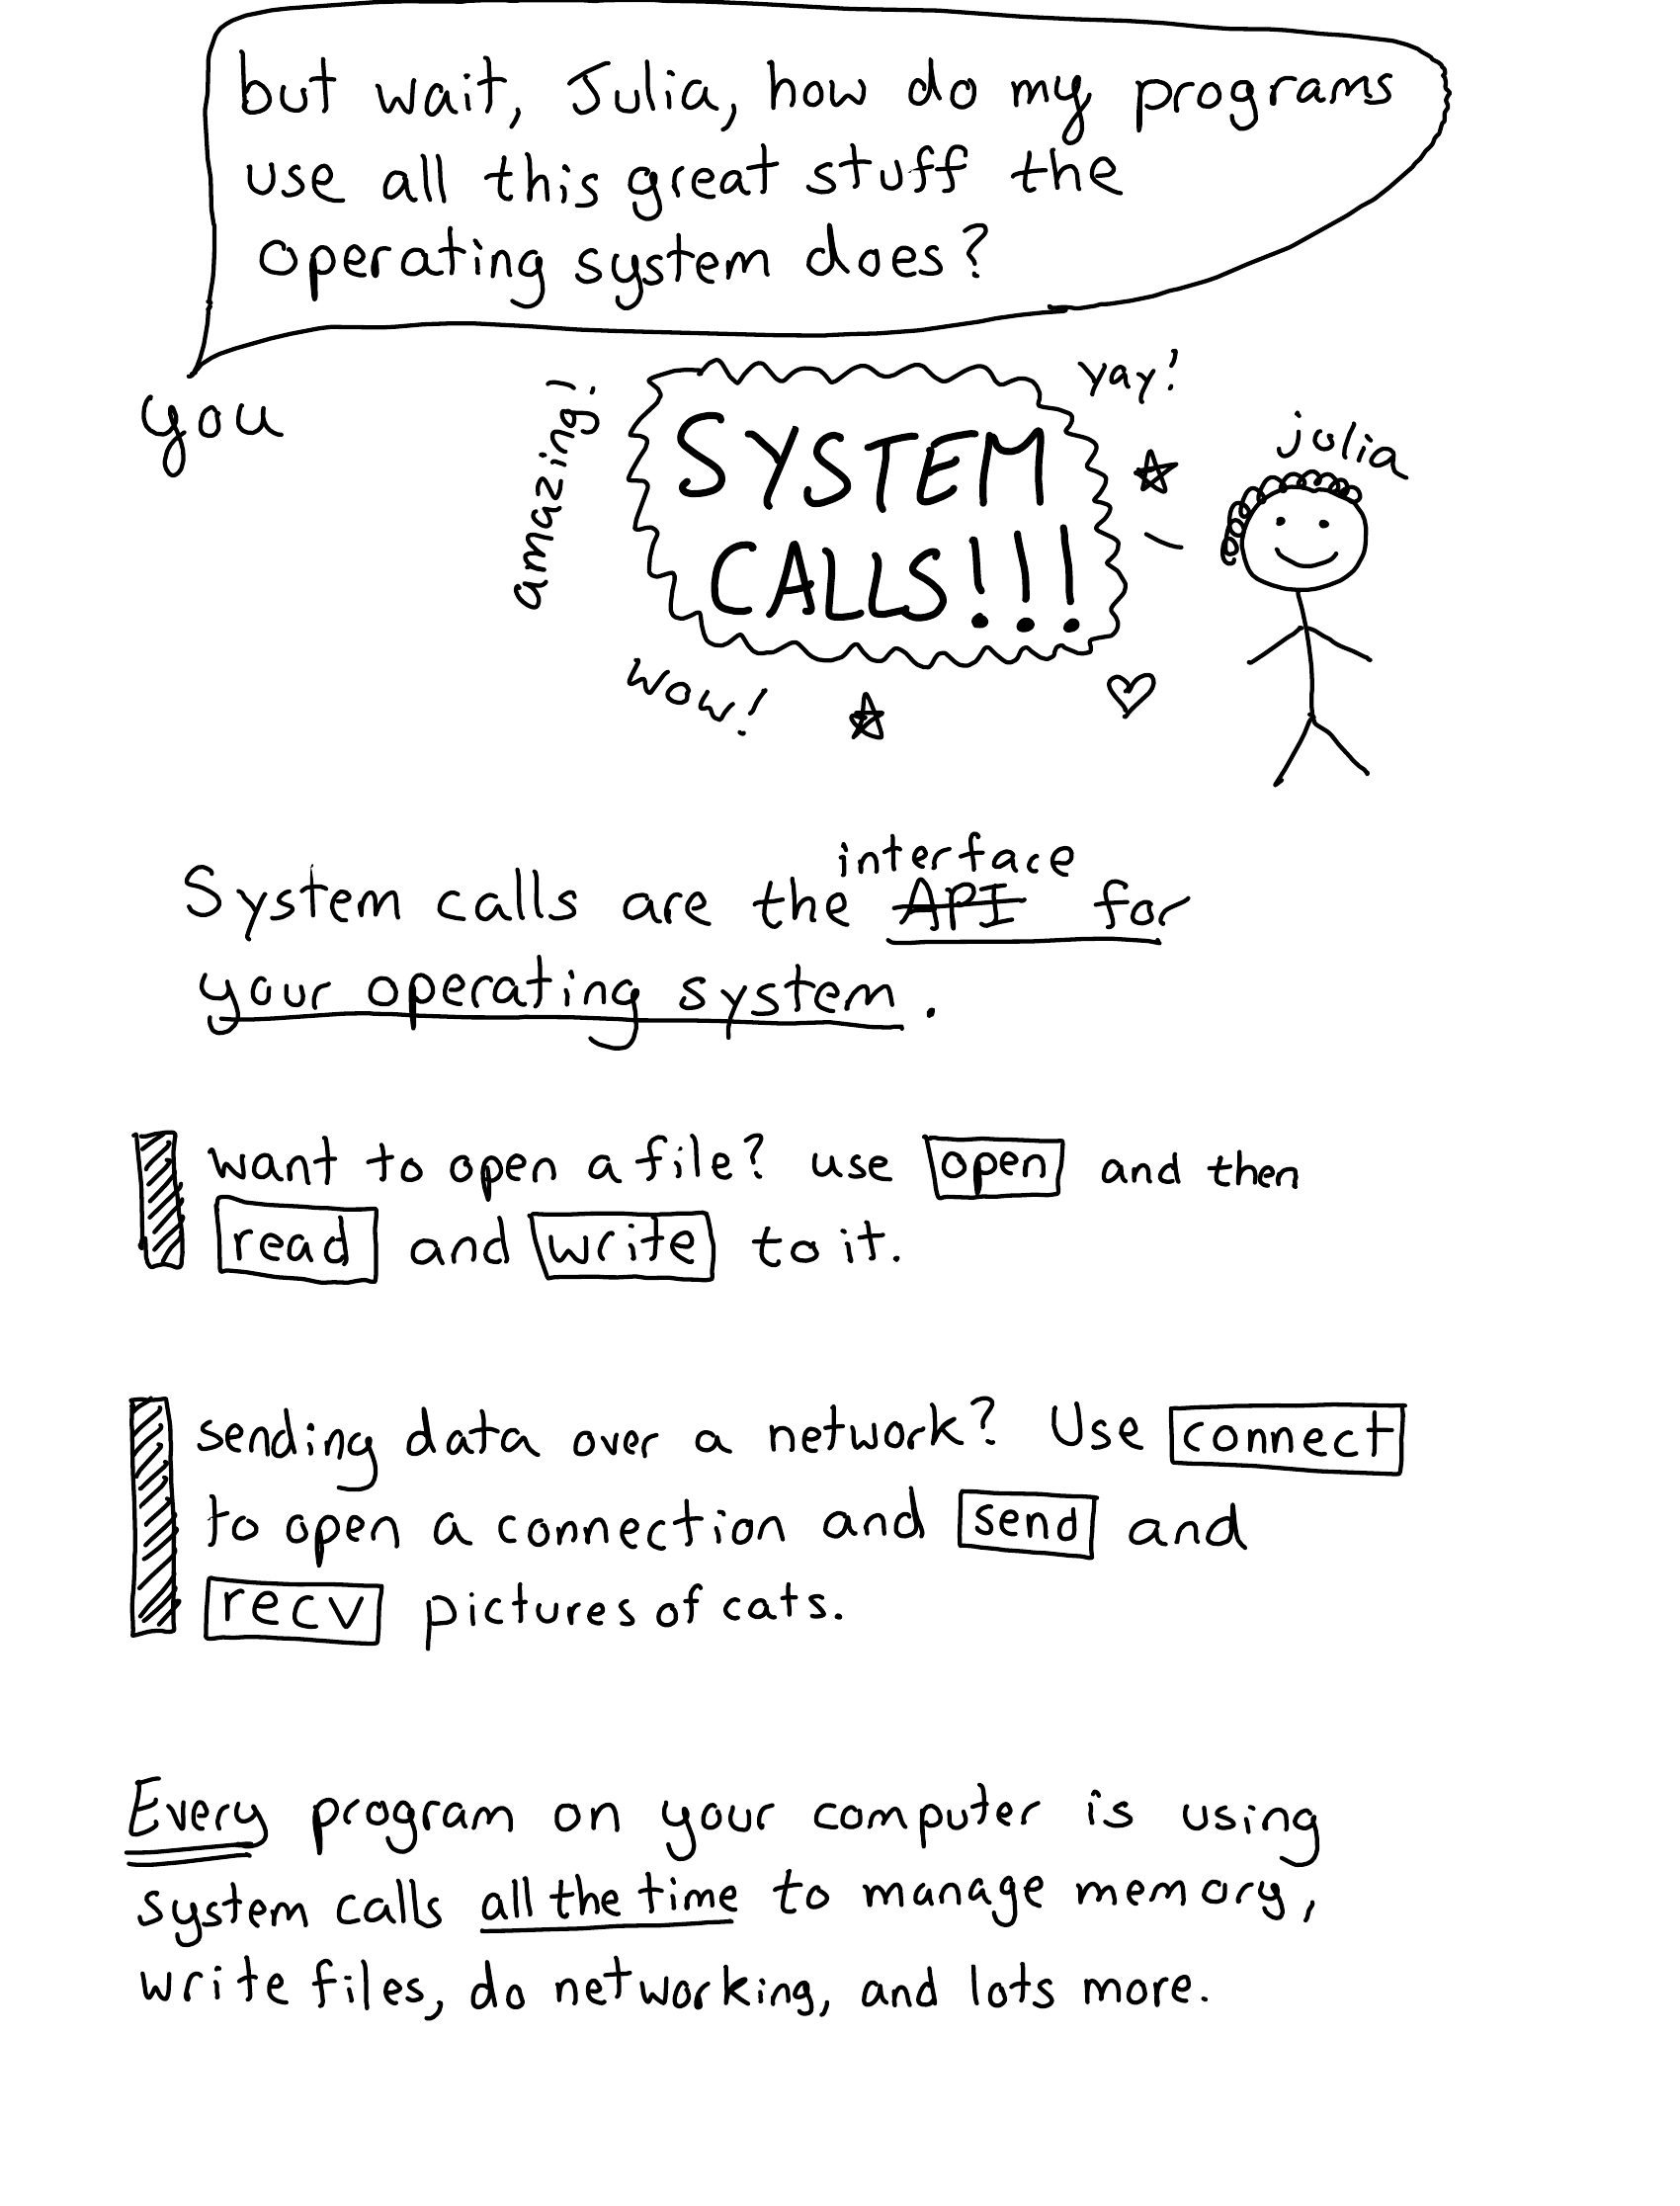 but wait, Julia, how do my programs
use all this great stuff the
operating system does?
you
amazing!
yay!
SYSTEM
CALLS!!!
julia
wow!
interface
System calls are the API for
your operating system.
want to open a file? use open and then
read and write to it.
sending data over a network? Use connect
to open a connection and send and
recv pictures of cats.
Every program on your computer is using
system calls all the time to manage memory,
write files, do networking, and lots more.